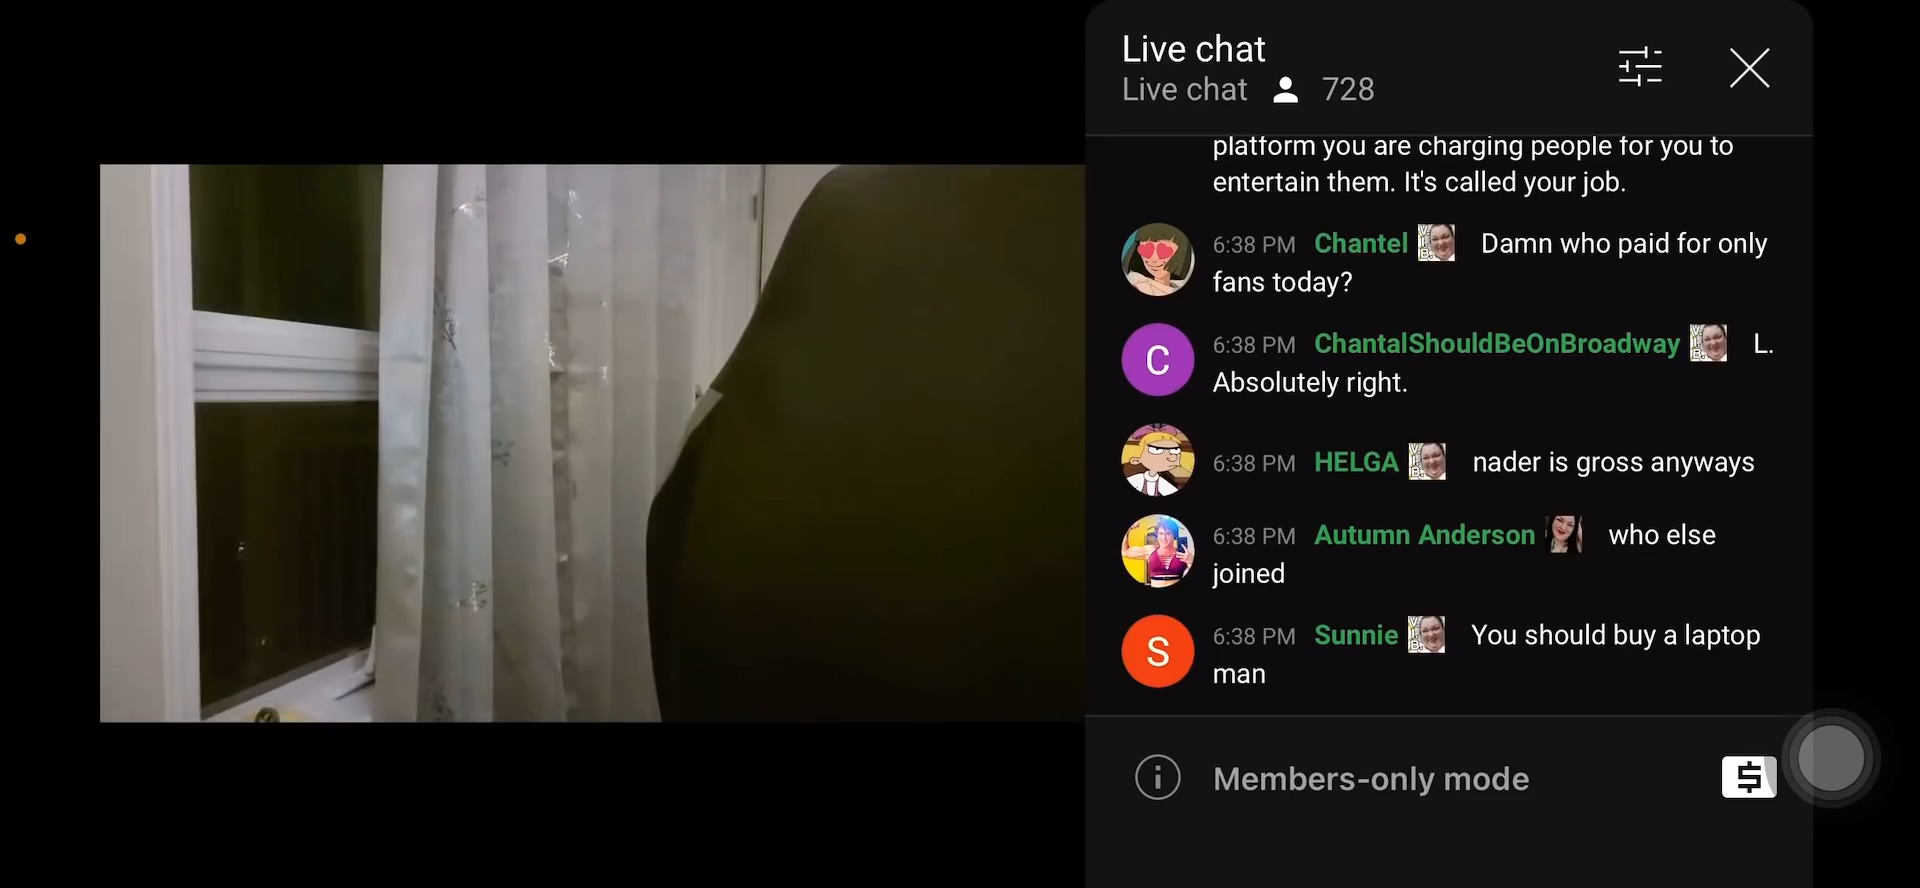 Live chat
Live chat 728
platform you are charging people for you to
entertain them. It's called your job.
6:38 PM Chantel Damn who paid for only
fans today?
C
6:38 PM ChantalShouldBeOnBroadway L.
Absolutely right.
6:38 PM HELGA nader is gross anyways
6:38 PM Autumn Anderson who else
joined
S
6:38 PM Sunnie You should buy a laptop
man
Members-only mode